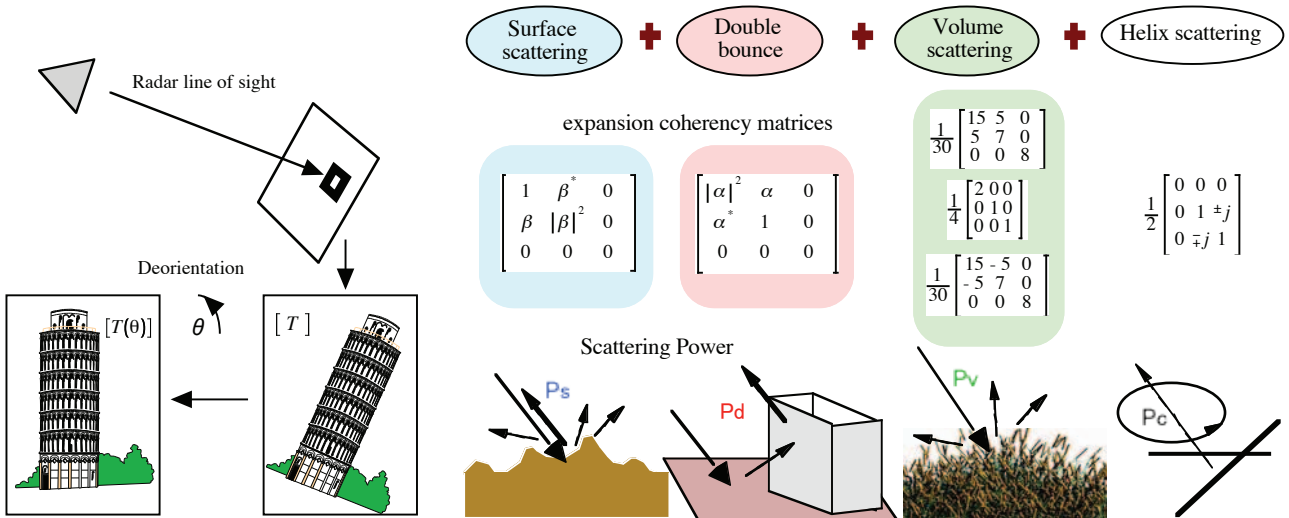 Radar line of sight
Deorientation
θ
[T(θ)]
[ T ]
Surface
scattering
Double
bounce
Volume
scattering
Helix scattering
expansion coherency matrices
1 β* 0
β |β|² 0
0 0 0
|α|² α 0
α* 1 0
0 0 0
1/30
15 5 0
5 7 0
0 0 8
1/4
2 0 0
0 1 0
0 0 1
1/30
15 - 5 0
- 5 7 0
0 0 8
1/2
0 0 0
0 1 ±j
0 ∓j 1
Scattering Power
Ps
Pd
Pv
Pc